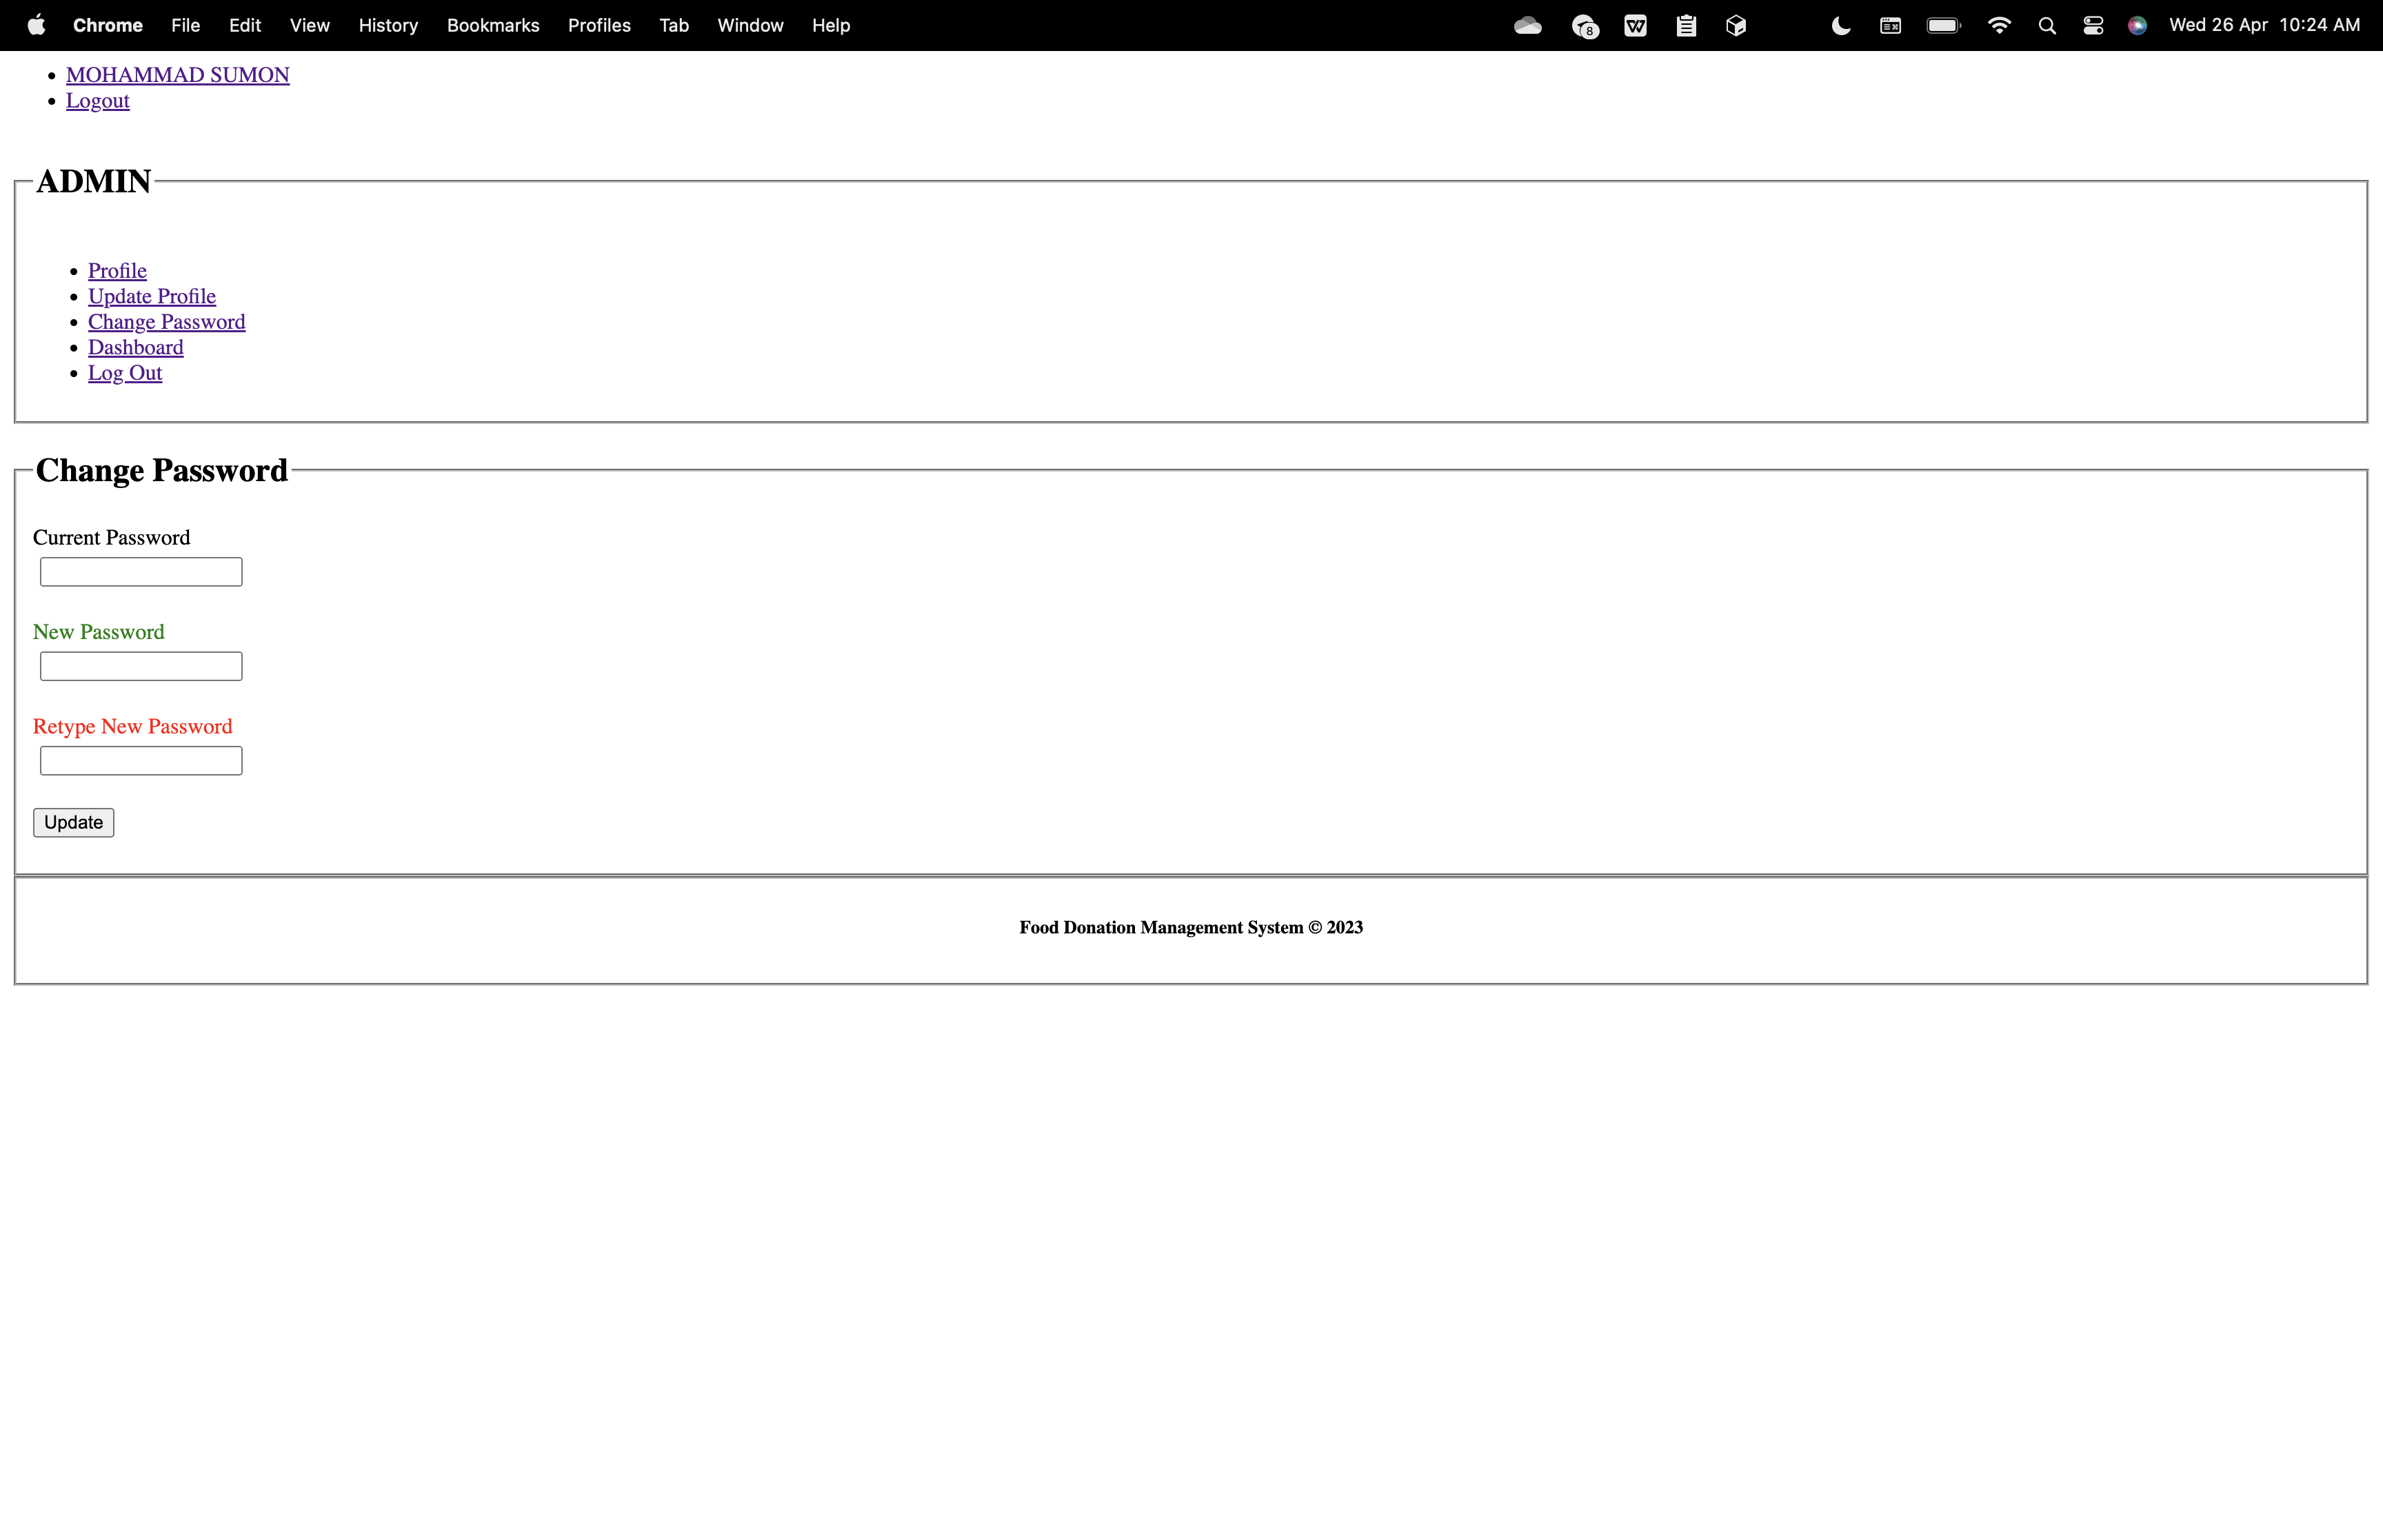 Chrome File Edit View History Bookmarks Profiles Tab Window Help 8 W Wed 26 Apr 10:24 AM
MOHAMMAD SUMON
Logout
ADMIN
Profile
Update Profile
Change Password
Dashboard
Log Out
Change Password
Current Password
New Password
Retype New Password
Update
Food Donation Management System © 2023